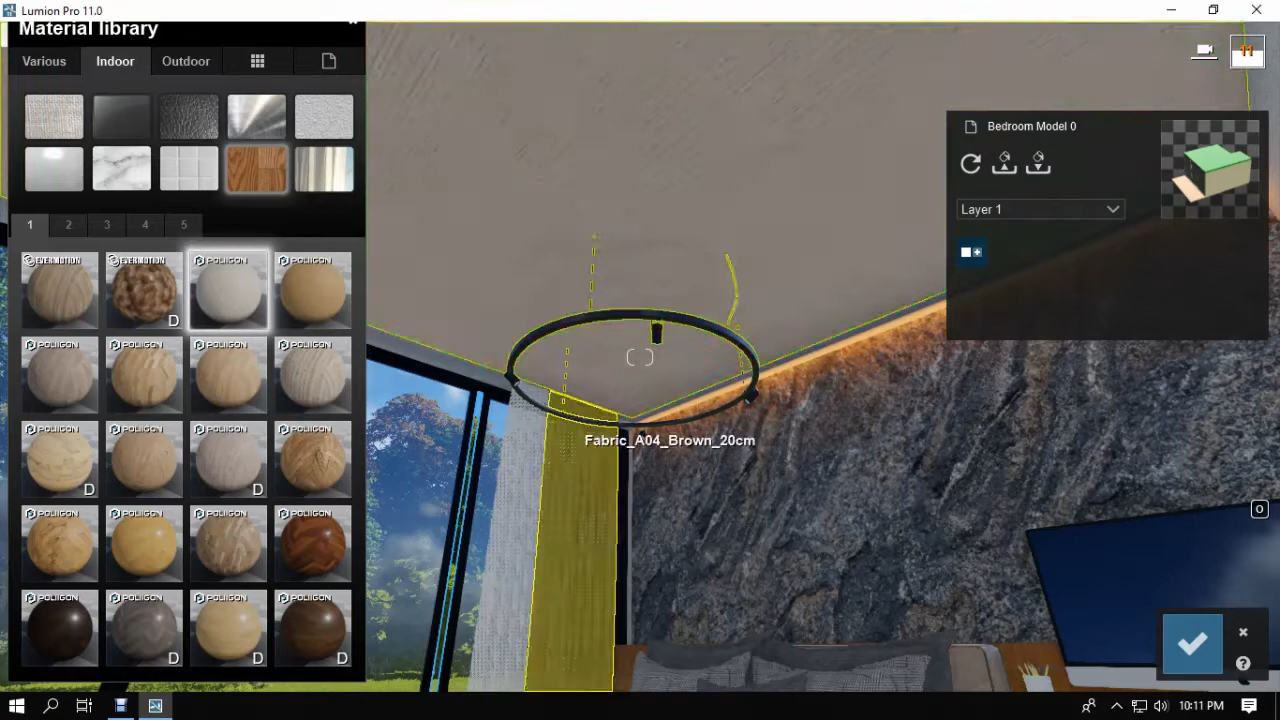 Lumion Pro 11.0
Material library
Various Indoor Outdoor
1 2 3 4 5
EVERMOTION EVERMOTION POLIIGON POLIIGON
D
POLIIGON POLIIGON POLIIGON POLIIGON
POLIIGON POLIIGON POLIIGON POLIIGON
D D
POLIIGON POLIIGON POLIIGON POLIIGON
POLIIGON POLIIGON POLIIGON POLIIGON
D D D
Fabric_A04_Brown_20cm
11
Bedroom Model 0
Layer 1
O
?
10:11 PM